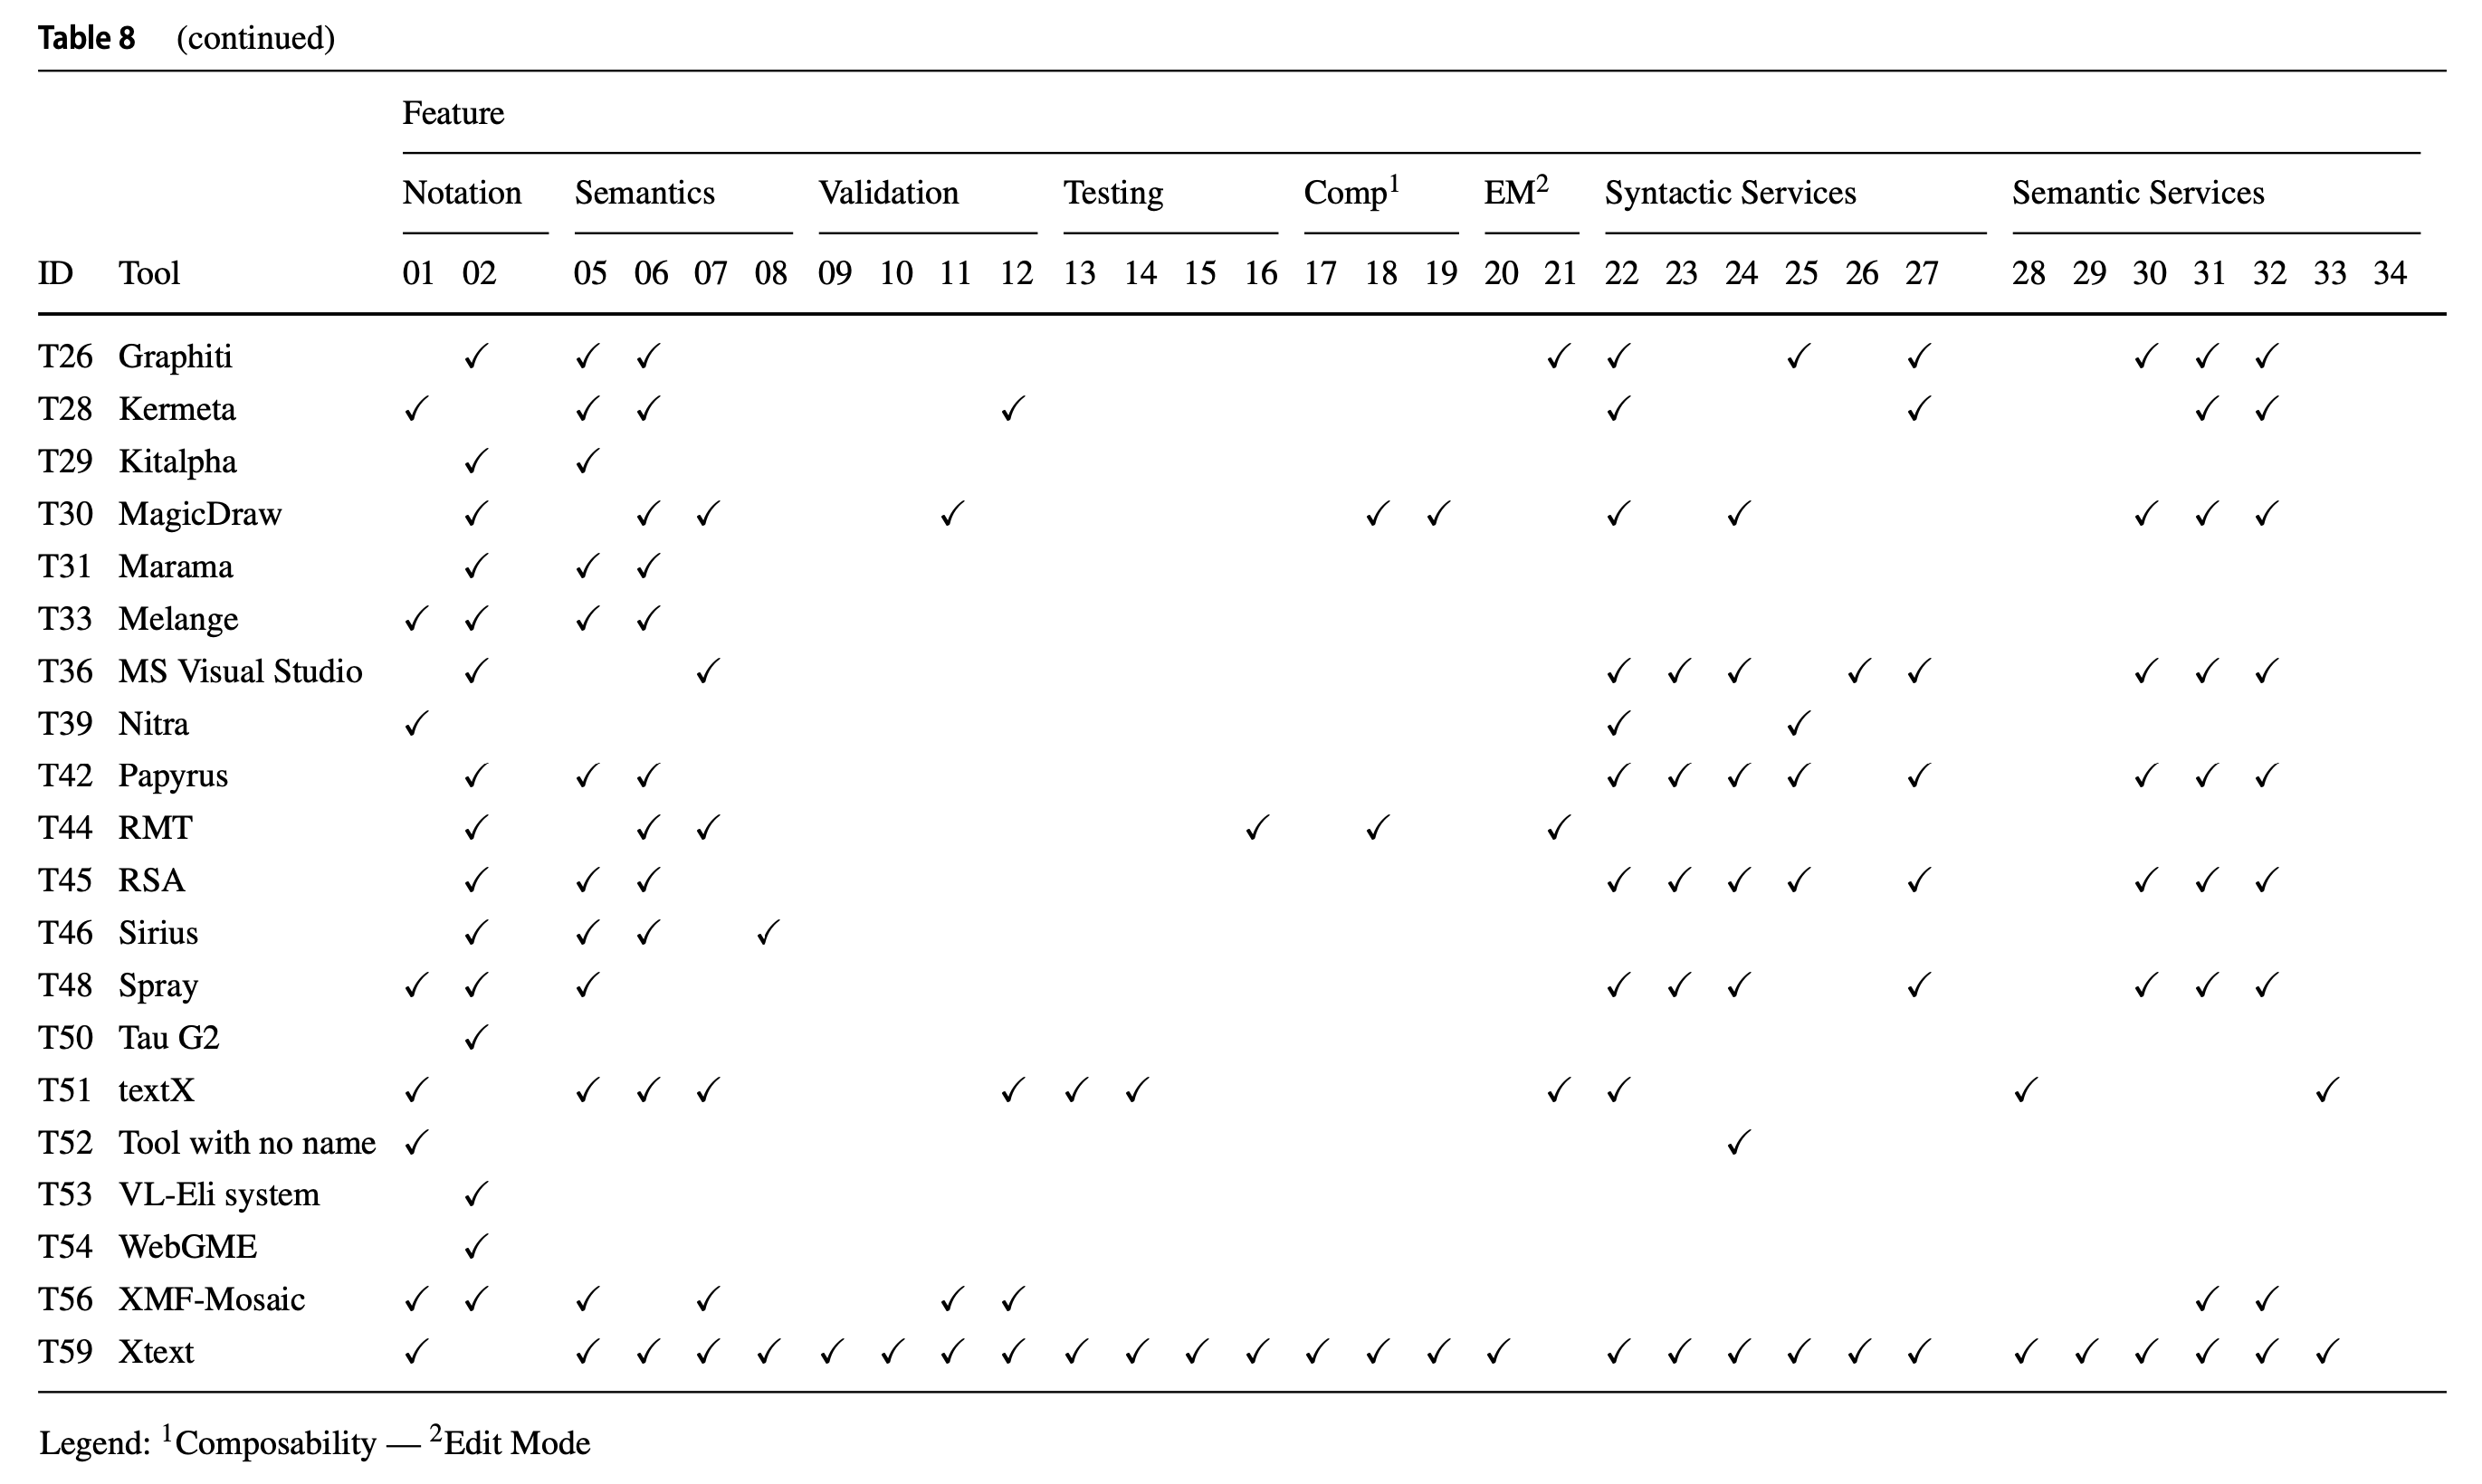 Table 8 (continued)
Feature
Notation Semantics Validation Testing Comp¹ EM² Syntactic Services Semantic Services
ID Tool 01 02 05 06 07 08 09 10 11 12 13 14 15 16 17 18 19 20 21 22 23 24 25 26 27 28 29 30 31 32 33 34
T26 Graphiti ✓ ✓ ✓ ✓ ✓ ✓ ✓ ✓ ✓ ✓
T28 Kermeta ✓ ✓ ✓ ✓ ✓ ✓ ✓ ✓
T29 Kitalpha ✓ ✓
T30 MagicDraw ✓ ✓ ✓ ✓ ✓ ✓ ✓ ✓ ✓ ✓ ✓
T31 Marama ✓ ✓ ✓
T33 Melange ✓ ✓ ✓ ✓
T36 MS Visual Studio ✓ ✓ ✓ ✓ ✓ ✓ ✓ ✓ ✓ ✓
T39 Nitra ✓ ✓ ✓
T42 Papyrus ✓ ✓ ✓ ✓ ✓ ✓ ✓ ✓ ✓ ✓ ✓
T44 RMT ✓ ✓ ✓ ✓ ✓ ✓
T45 RSA ✓ ✓ ✓ ✓ ✓ ✓ ✓ ✓ ✓ ✓ ✓
T46 Sirius ✓ ✓ ✓ ✓
T48 Spray ✓ ✓ ✓ ✓ ✓ ✓ ✓ ✓ ✓ ✓
T50 Tau G2 ✓
T51 textX ✓ ✓ ✓ ✓ ✓ ✓ ✓ ✓ ✓ ✓ ✓
T52 Tool with no name ✓ ✓
T53 VL-Eli system ✓
T54 WebGME ✓
T56 XMF-Mosaic ✓ ✓ ✓ ✓ ✓ ✓ ✓ ✓
T59 Xtext ✓ ✓ ✓ ✓ ✓ ✓ ✓ ✓ ✓ ✓ ✓ ✓ ✓ ✓ ✓ ✓ ✓ ✓ ✓ ✓ ✓ ✓ ✓ ✓ ✓ ✓ ✓ ✓ ✓
Legend: ¹Composability — ²Edit Mode